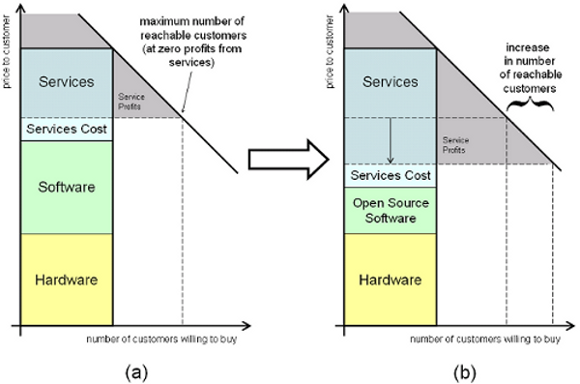 price to customer
maximum number of
reachable customers
(at zero profits from
services)
Services
Service
Profits
Services Cost
Software
Hardware
number of customers willing to buy
(a)
price to customer
increase
in number
of reachable
customers
Services
Service
Profits
Services Cost
Open Source
Software
Hardware
number of customers willing to buy
(b)